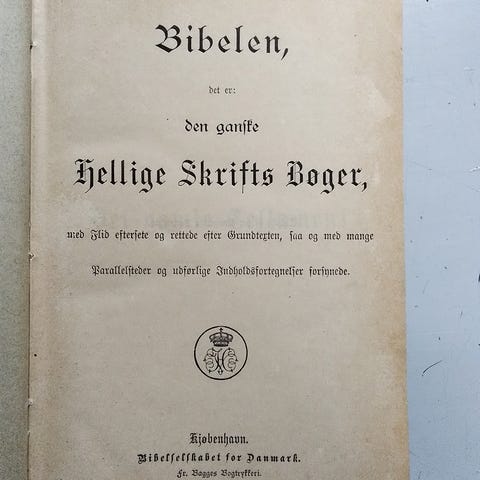 Bibelen,
det er:
den ganske
Hellige Skrifts Bøger,
med Flid eftersete og rettede efter Grundtexten, saa og med mange
Parallelsteder og udførlige Indholdsfortegnelser forsynede.
Kjøbenhavn.
Bibelselskabet for Danmark.
Fr. Bagges Bogtrykkeri.